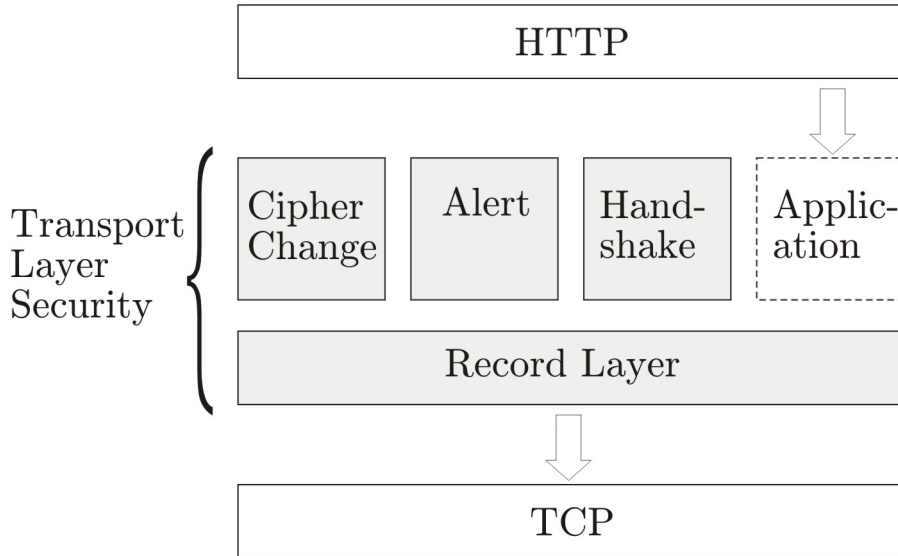 HTTP
Transport
Layer
Security
Cipher
Change
Alert
Hand-
shake
Applic-
ation
Record Layer
TCP